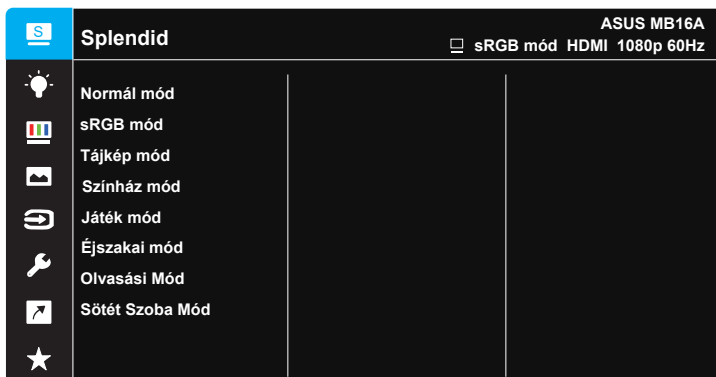 S
Splendid
ASUS MB16A
sRGB mód HDMI 1080p 60Hz
Normál mód
sRGB mód
Tájkép mód
Színház mód
Játék mód
Éjszakai mód
Olvasási Mód
Sötét Szoba Mód